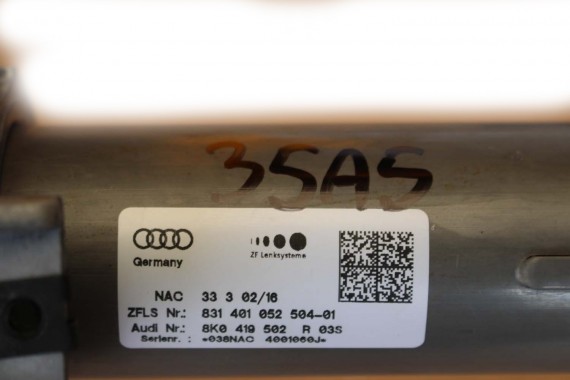 3SAS
Germany
ZF Lenksysteme
NAC 33 3 02/16
ZFLS Nr.: 831 401 052 504-01
Audi Nr.: 8K0 419 502 R 03S
Serienr.: *038NAC 4001060J*